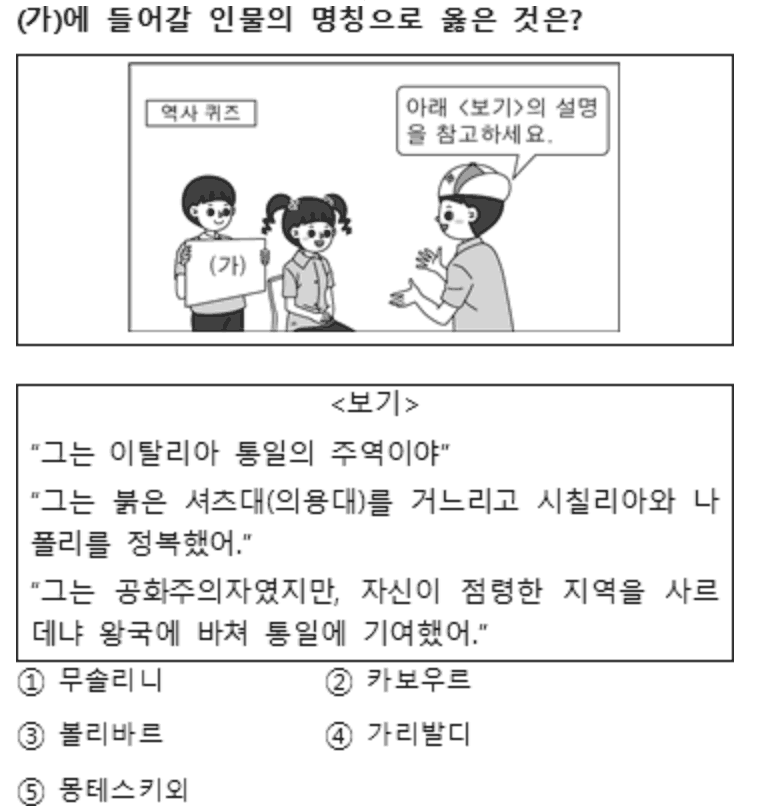 (가)에 들어갈 인물의 명칭으로 옳은 것은?
역사 퀴즈
아래 <보기>의 설명
을 참고하세요.
(가)
<보기>
“그는 이탈리아 통일의 주역이야”
“그는 붉은 셔츠대(의용대)를 거느리고 시칠리아와 나
폴리를 정복했어.”
“그는 공화주의자였지만, 자신이 점령한 지역을 사르
데냐 왕국에 바쳐 통일에 기여했어.”
① 무솔리니 ② 카보우르
③ 볼리바르 ④ 가리발디
⑤ 몽테스키외